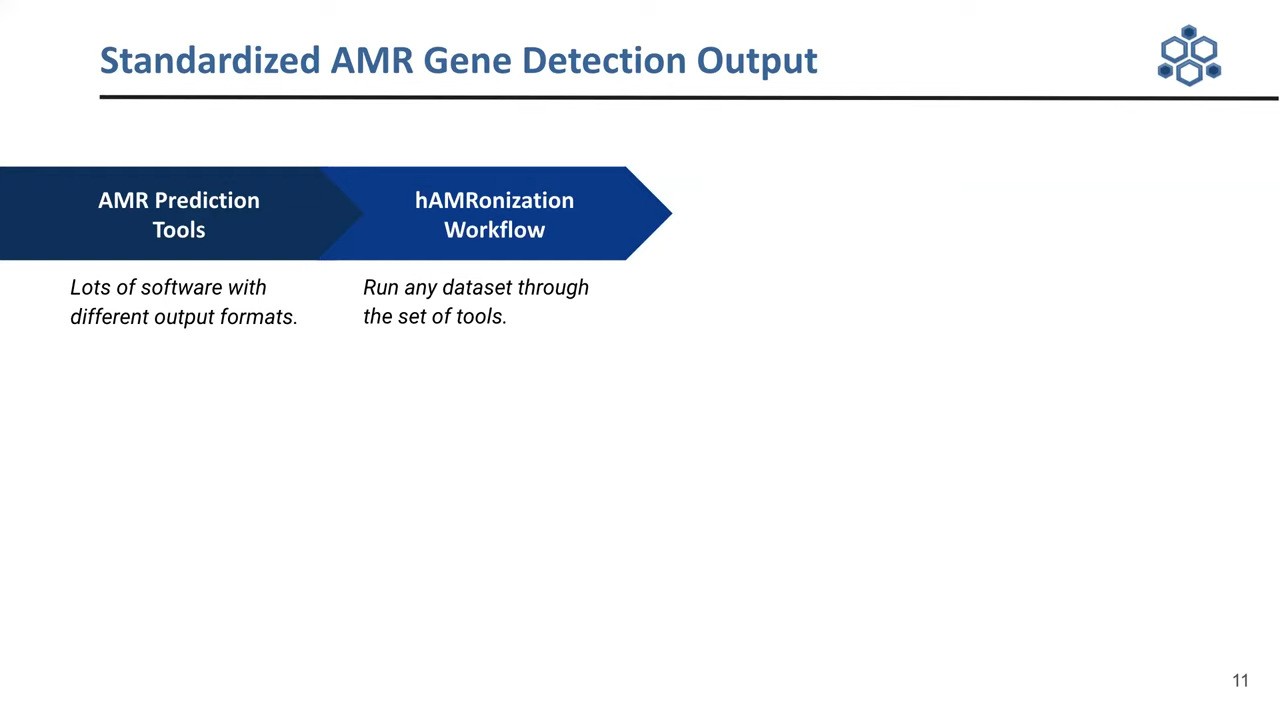 Standardized AMR Gene Detection Output
AMR Prediction
Tools
hAMRonization
Workflow
Lots of software with
different output formats.
Run any dataset through
the set of tools.
11